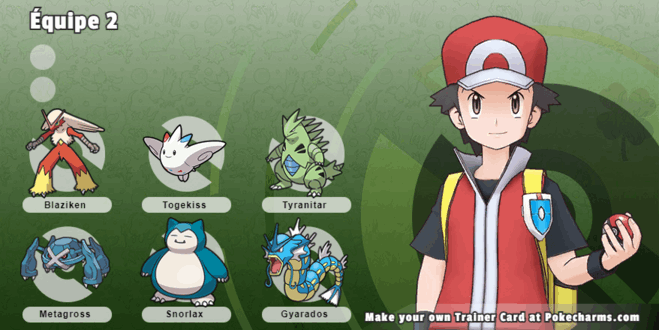 Équipe 2
Blaziken
Togekiss
Tyranitar
Metagross
Snorlax
Gyarados
Make your own Trainer Card at Pokecharms.com